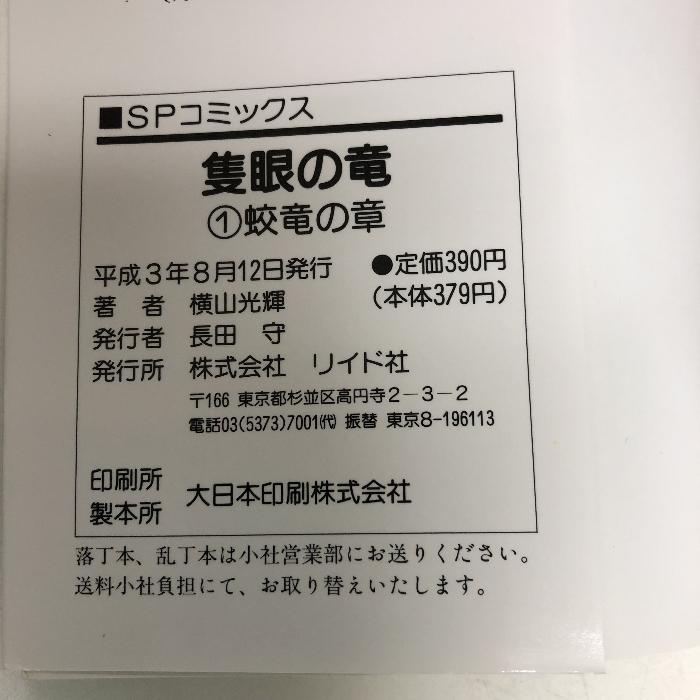 ■SPコミックス
隻眼の竜
①蛟竜の章
平成3年8月12日発行 ●定価390円
著者 横山光輝 (本体379円)
発行者 長田 守
発行所 株式会社 リイド社
〒166 東京都杉並区高円寺2－3－2
電話03(5373)7001㈹ 振替 東京8-196113
印刷所
製本所 大日本印刷株式会社
落丁本、乱丁本は小社営業部にお送りください。
送料小社負担にて、お取り替えいたします。